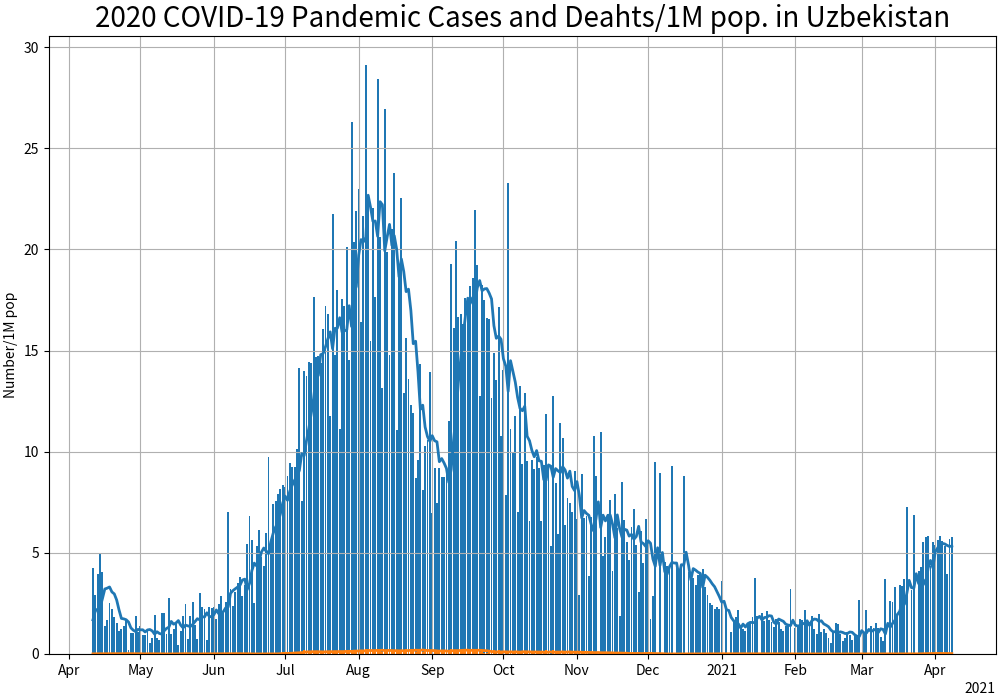 2020 COVID-19 Pandemic Cases and Deahts/1M pop. in Uzbekistan
Number/1M pop
30
25
20
15
10
5
0
Apr May Jun Jul Aug Sep Oct Nov Dec 2021 Feb Mar Apr
2021